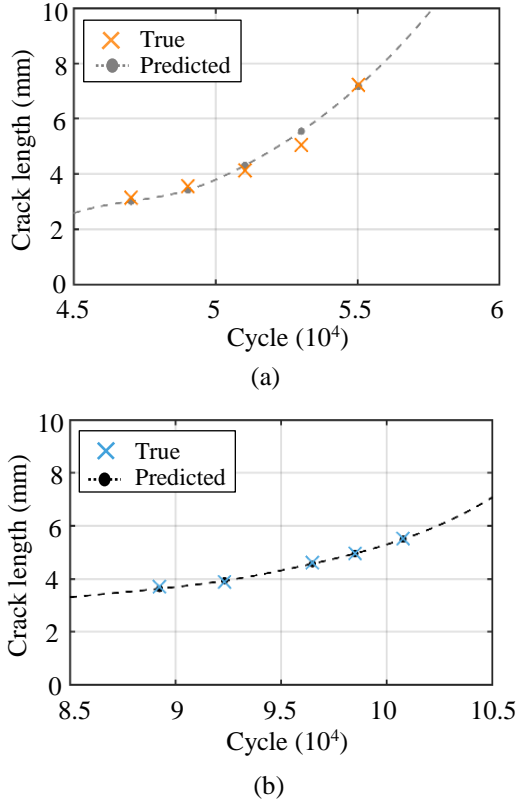 10
8
6
4
2
0
Crack length (mm)
True
Predicted
4.5 5 5.5 6
Cycle (10⁴)
(a)
10
8
6
4
2
0
Crack length (mm)
True
Predicted
8.5 9 9.5 10 10.5
Cycle (10⁴)
(b)